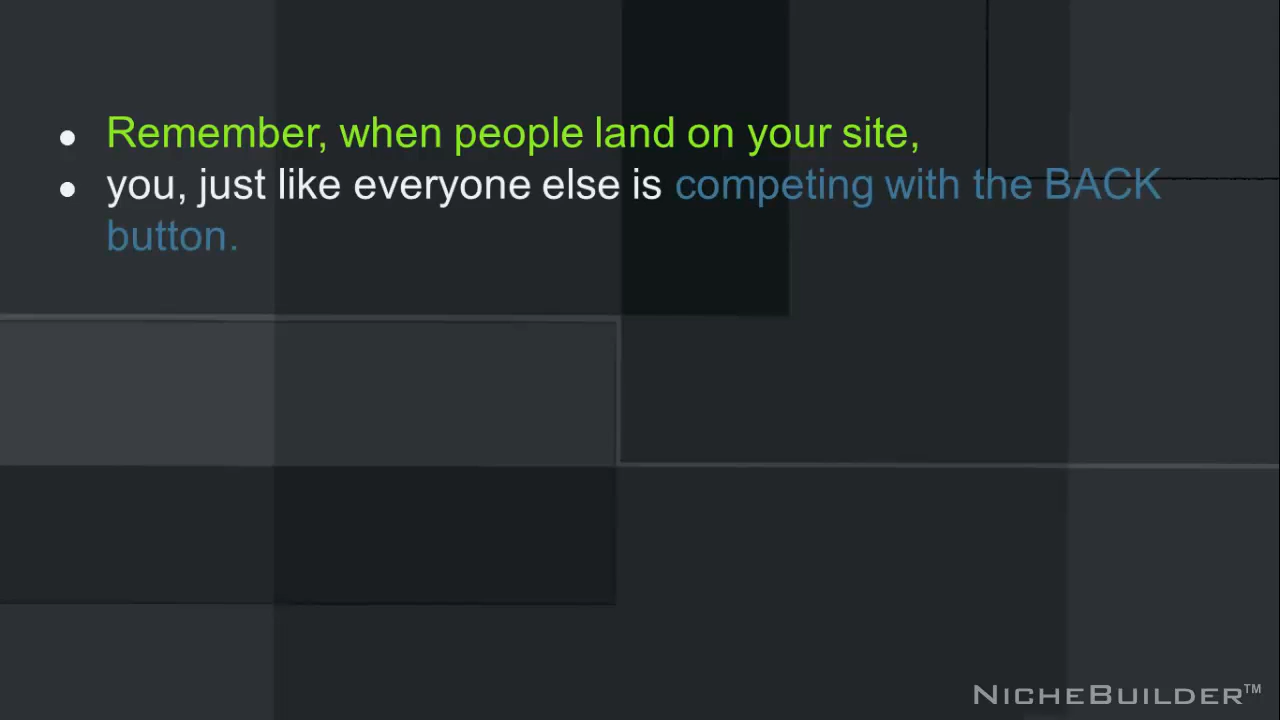 • Remember, when people land on your site,
• you, just like everyone else is competing with the BACK
button.
NICHEBUILDER™